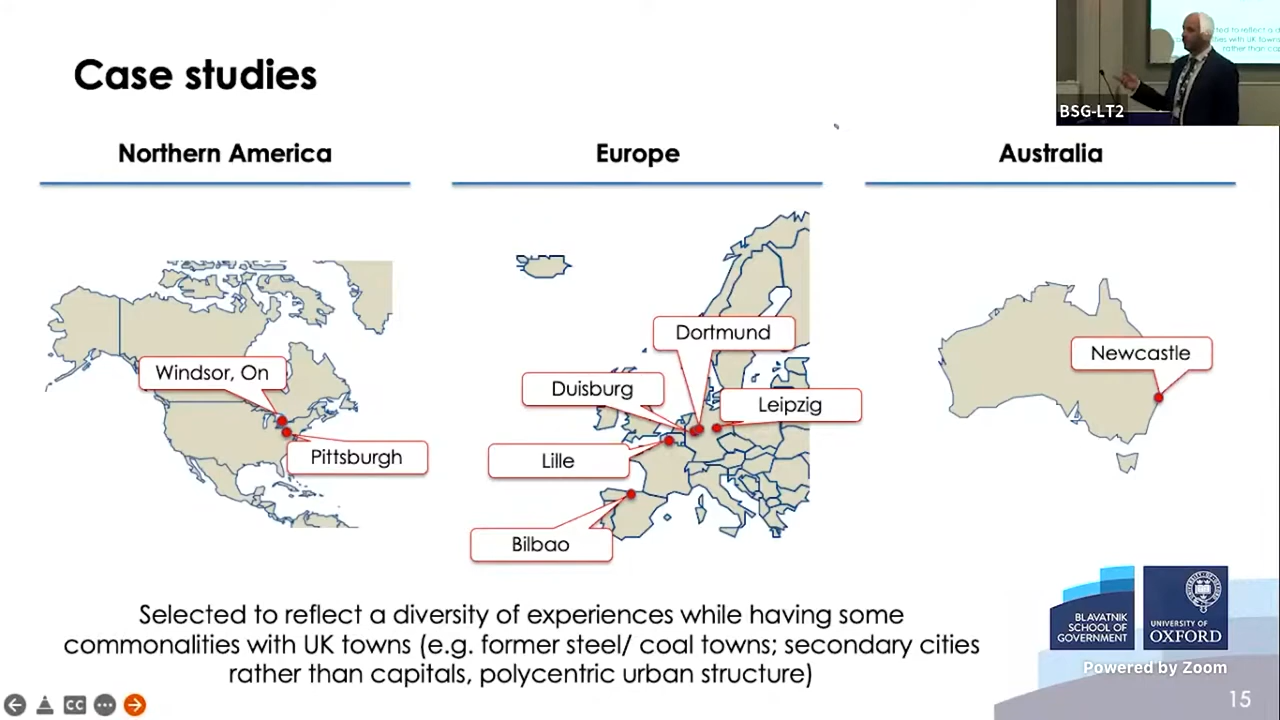 Case studies
BSG-LT2
Northern America
Europe
Australia
Windsor, On
Pittsburgh
Dortmund
Duisburg
Leipzig
Lille
Bilbao
Newcastle
Selected to reflect a diversity of experiences while having some
commonalities with UK towns (e.g. former steel/ coal towns; secondary cities
rather than capitals, polycentric urban structure)
BLAVATNIK
SCHOOL OF
GOVERNMENT
UNIVERSITY OF
OXFORD
Powered by Zoom
15
CC